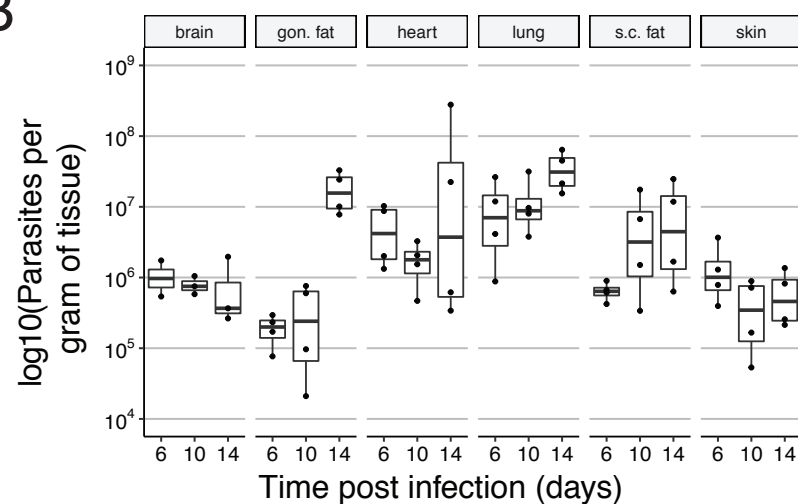 B
brain gon. fat heart lung s.c. fat skin
10⁹
10⁸
10⁷
10⁶
10⁵
10⁴
log10(Parasites per
gram of tissue)
6 10 14 6 10 14 6 10 14 6 10 14 6 10 14 6 10 14
Time post infection (days)